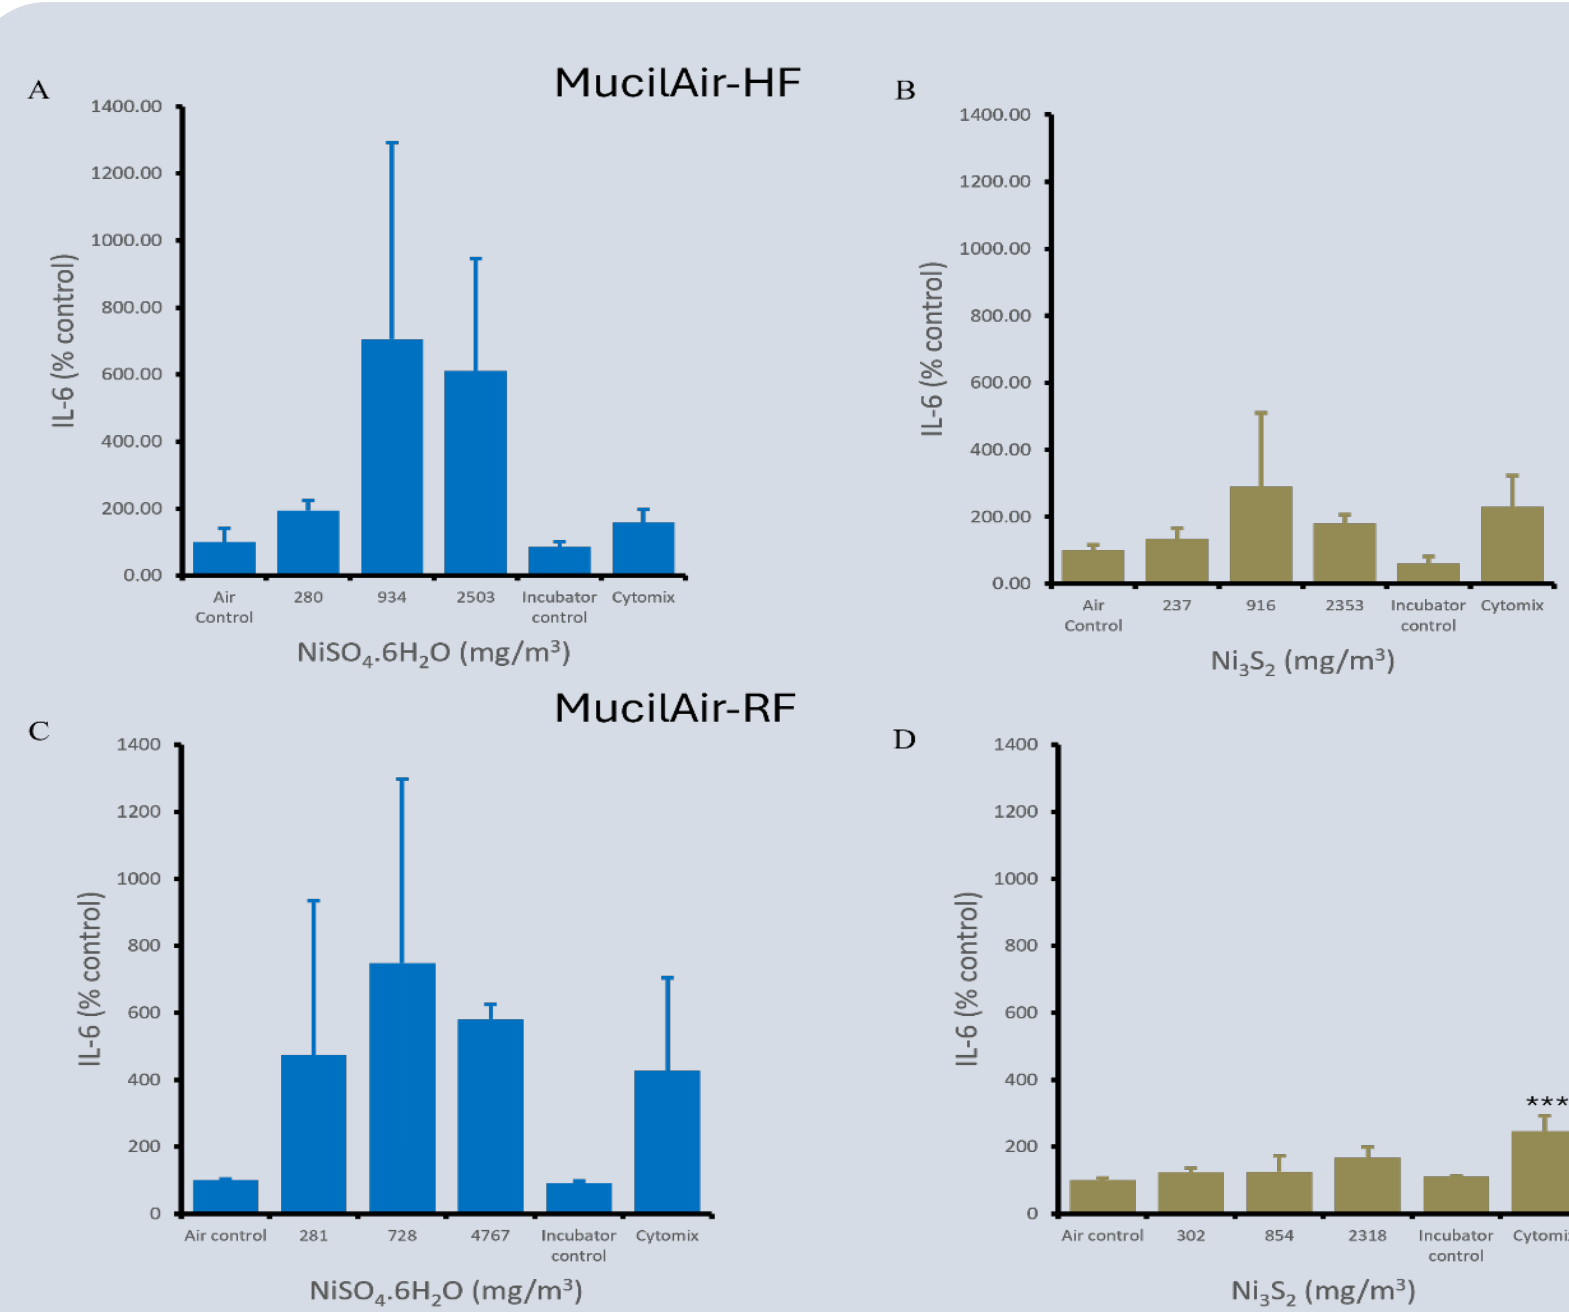 MucilAir-HF
A
1400.00
1200.00
1000.00
800.00
600.00
400.00
200.00
0.00
IL-6 (% control)
Air Control
280
934
2503
Incubator control
Cytomix
NiSO₄.6H₂O (mg/m³)
B
1400.00
1200.00
1000.00
800.00
600.00
400.00
200.00
0.00
IL-6 (% control)
Air Control
237
916
2353
Incubator control
Cytomix
Ni₃S₂ (mg/m³)
MucilAir-RF
C
1400
1200
1000
800
600
400
200
0
IL-6 (% control)
Air control
281
728
4767
Incubator control
Cytomix
NiSO₄.6H₂O (mg/m³)
D
1400
1200
1000
800
600
400
200
0
IL-6 (% control)
***
Air control
302
854
2318
Incubator control
Cytomi
Ni₃S₂ (mg/m³)